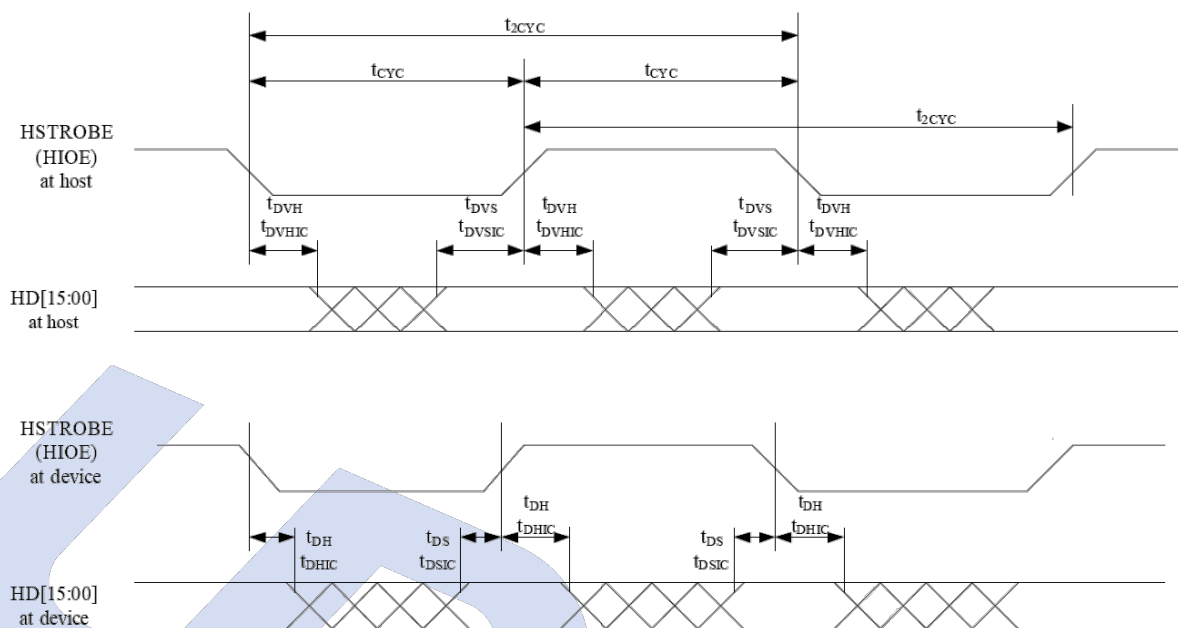 t2CYC
tCYC
tCYC
t2CYC
HSTROBE
(HIOE)
at host
tDVH
tDVHIC
tDVS
tDVSIC
tDVH
tDVHIC
tDVS
tDVSIC
tDVH
tDVHIC
HD[15:00]
at host
HSTROBE
(HIOE)
at device
tDH
tDHIC
tDS
tDSIC
tDH
tDHIC
tDS
tDSIC
tDH
tDHIC
HD[15:00]
at device